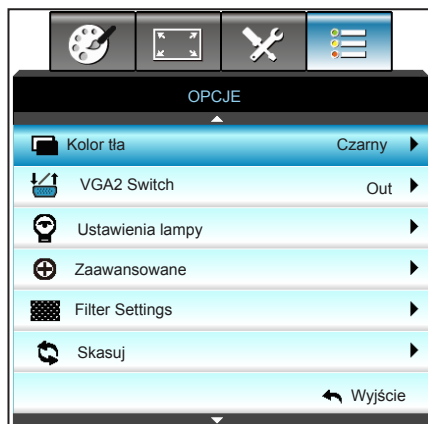 OPCJE
Kolor tła Czarny
VGA2 Switch Out
Ustawienia lampy
Zaawansowane
Filter Settings
Skasuj
Wyjście